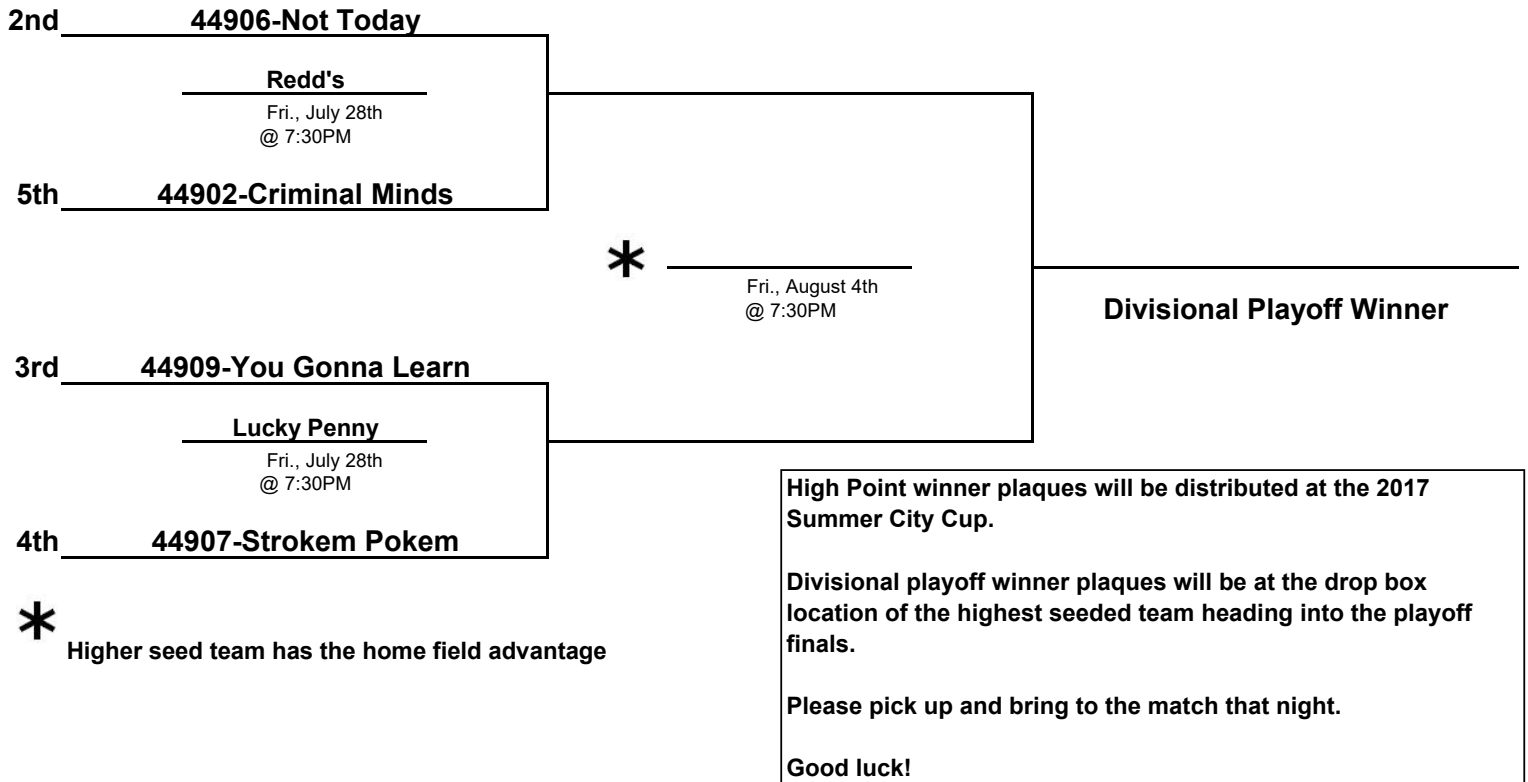 2nd 44906-Not Today
Redd's
Fri., July 28th
@ 7:30PM
5th 44902-Criminal Minds
*
Fri., August 4th
@ 7:30PM
Divisional Playoff Winner
3rd 44909-You Gonna Learn
Lucky Penny
Fri., July 28th
@ 7:30PM
4th 44907-Strokem Pokem
* Higher seed team has the home field advantage
High Point winner plaques will be distributed at the 2017
Summer City Cup.
Divisional playoff winner plaques will be at the drop box
location of the highest seeded team heading into the playoff
finals.
Please pick up and bring to the match that night.
Good luck!